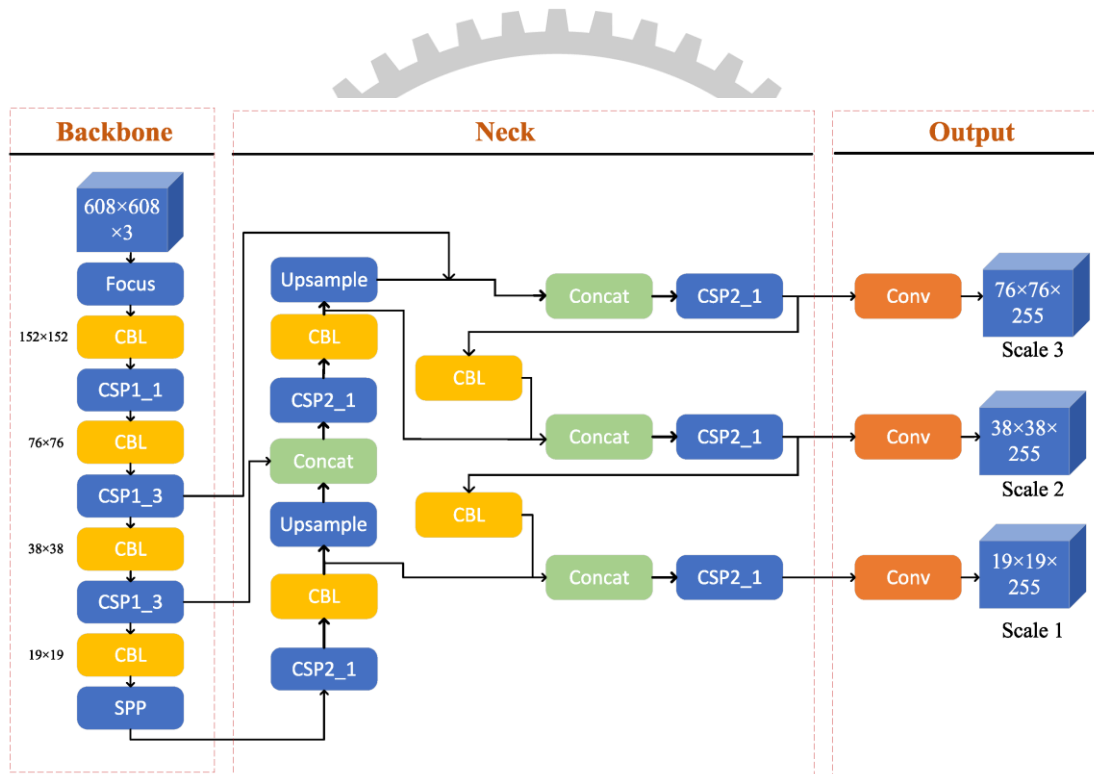 Backbone
608×608
×3
Focus
152×152
CBL
CSP1_1
76×76
CBL
CSP1_3
38×38
CBL
CSP1_3
19×19
CBL
SPP
Neck
Upsample
CBL
CSP2_1
Concat
Upsample
CBL
CSP2_1
Concat
CSP2_1
CBL
Concat
CSP2_1
CBL
Concat
CSP2_1
Output
Conv
76×76×
255
Scale 3
Conv
38×38×
255
Scale 2
Conv
19×19×
255
Scale 1